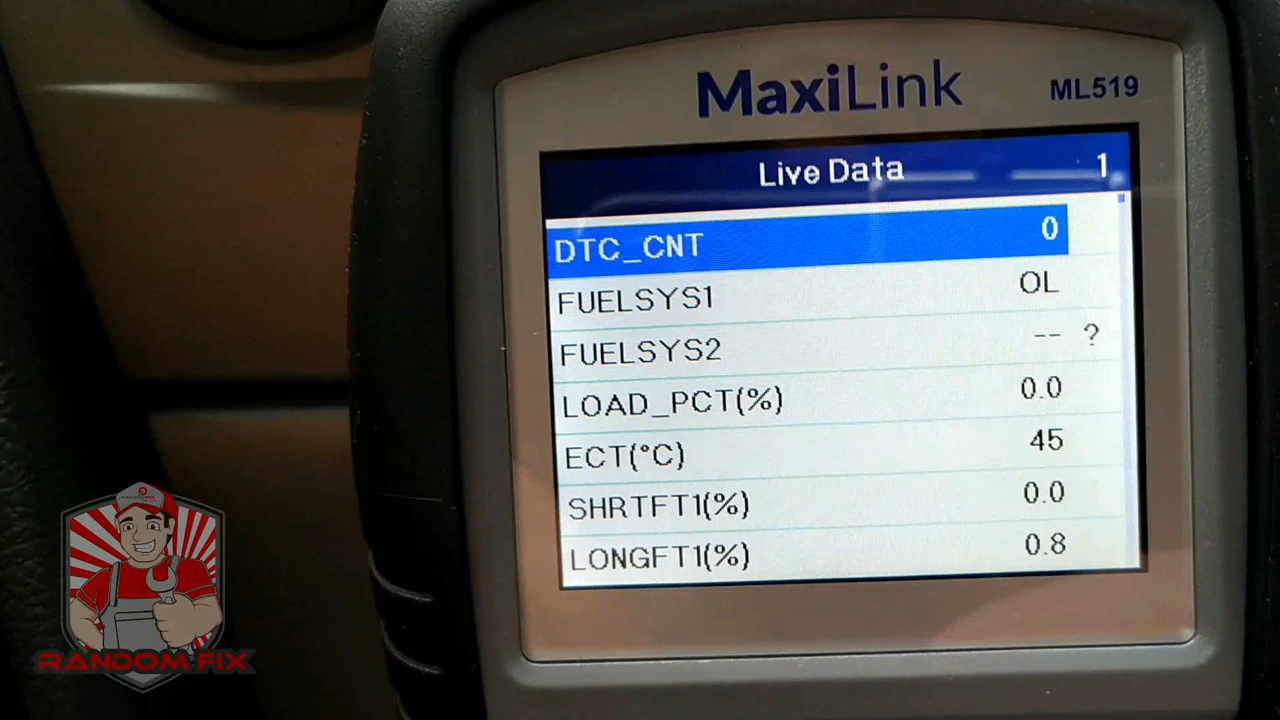 MaxiLink ML519
Live Data 1
DTC_CNT 0
FUELSYS1 OL
FUELSYS2 -- ?
LOAD_PCT(%) 0.0
ECT(°C) 45
SHRTFT1(%) 0.0
LONGFT1(%) 0.8
RANDOM FIX